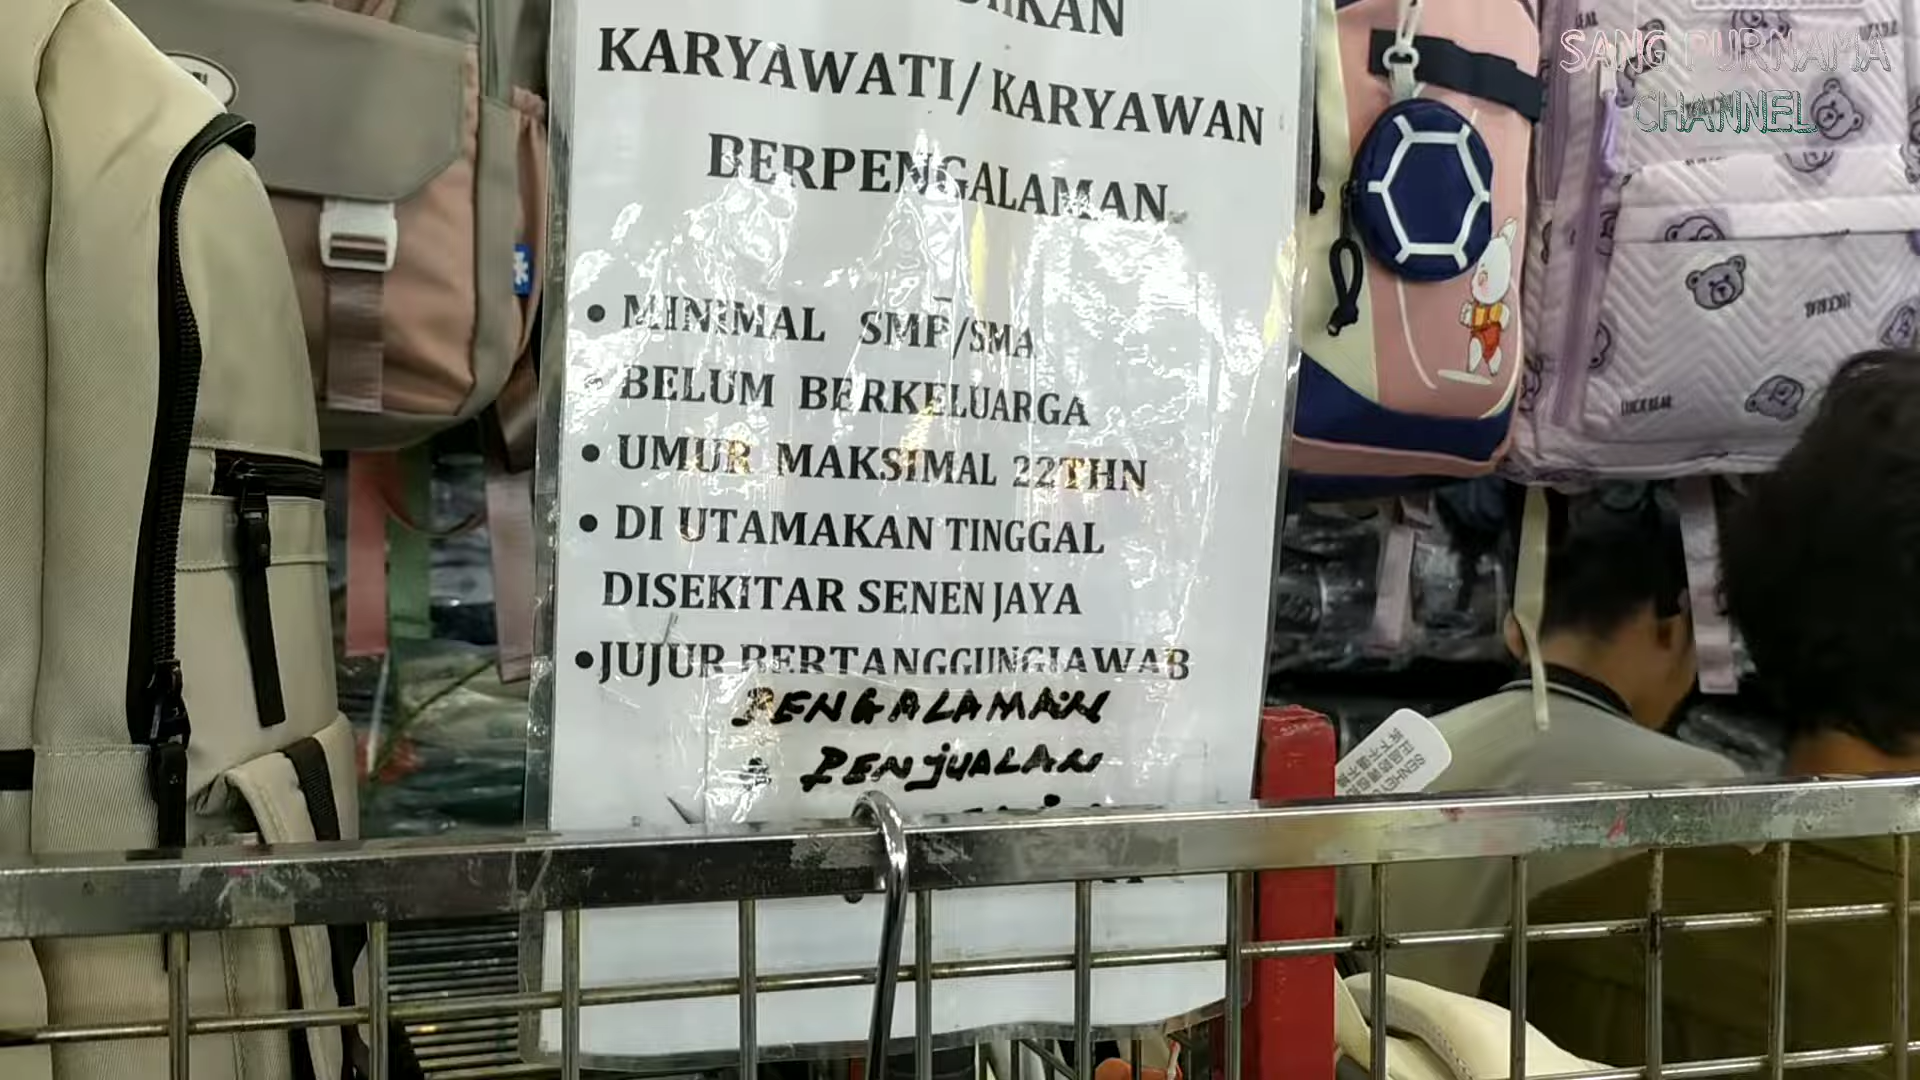 KARYAWATI/KARYAWAN
BERPENGALAMAN
• MINIMAL SMP/SMA
• BELUM BERKELUARGA
• UMUR MAKSIMAL 22THN
• DI UTAMAKAN TINGGAL
DISEKITAR SENEN JAYA
•JUJUR BERTANGGUNGJAWAB
PENGALAMAN
PENJUALAN
SANG PURNAMA
CHANNEL